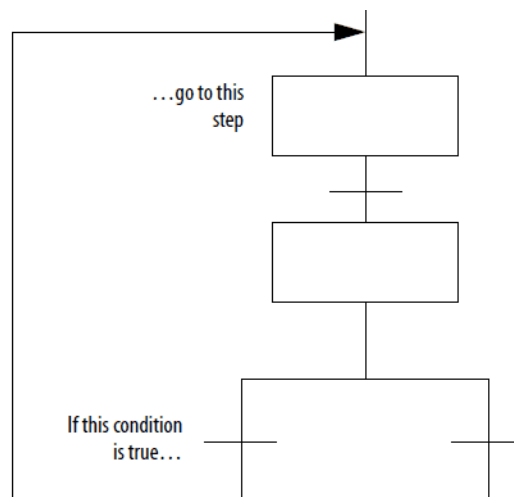 …go to this
step
If this condition
is true…